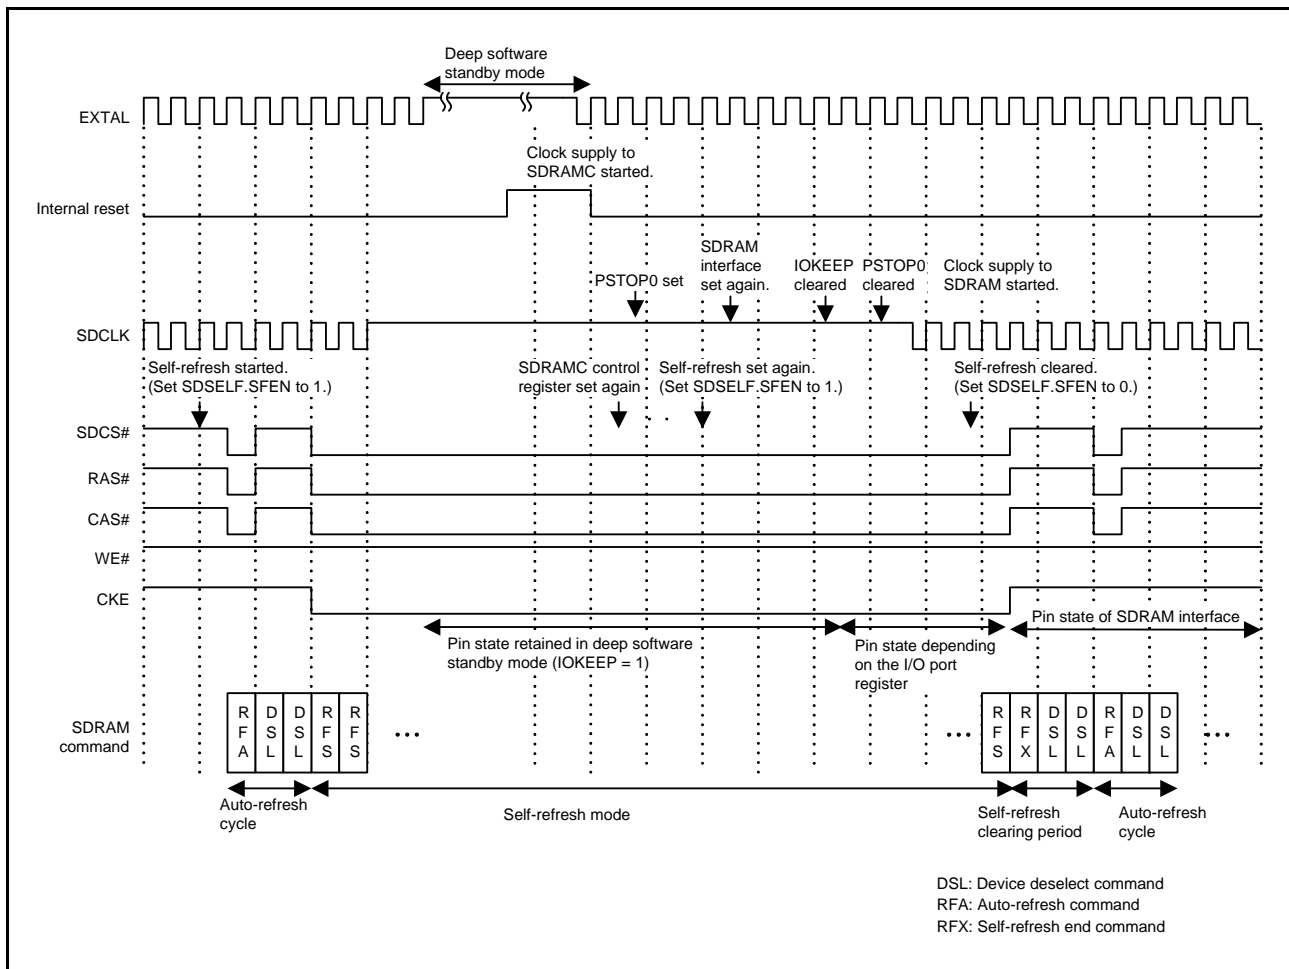 Deep software
standby mode
EXTAL
Clock supply to
SDRAMC started.
Internal reset
PSTOP0 set
SDRAM
interface
set again.
IOKEEP
cleared
PSTOP0
cleared
Clock supply to
SDRAM started.
SDCLK
Self-refresh started.
(Set SDSELF.SFEN to 1.)
SDRAMC control
register set again
Self-refresh set again.
(Set SDSELF.SFEN to 1.)
Self-refresh cleared.
(Set SDSELF.SFEN to 0.)
SDCS#
RAS#
CAS#
WE#
CKE
Pin state retained in deep software
standby mode (IOKEEP = 1)
Pin state depending
on the I/O port
register
Pin state of SDRAM interface
SDRAM
command
RFA
DSL
DSL
RFS
RFS
...
...
RFS
RFX
DSL
DSL
RFA
DSL
DSL
...
Auto-refresh
cycle
Self-refresh mode
Self-refresh
clearing period
Auto-refresh
cycle
DSL: Device deselect command
RFA: Auto-refresh command
RFX: Self-refresh end command